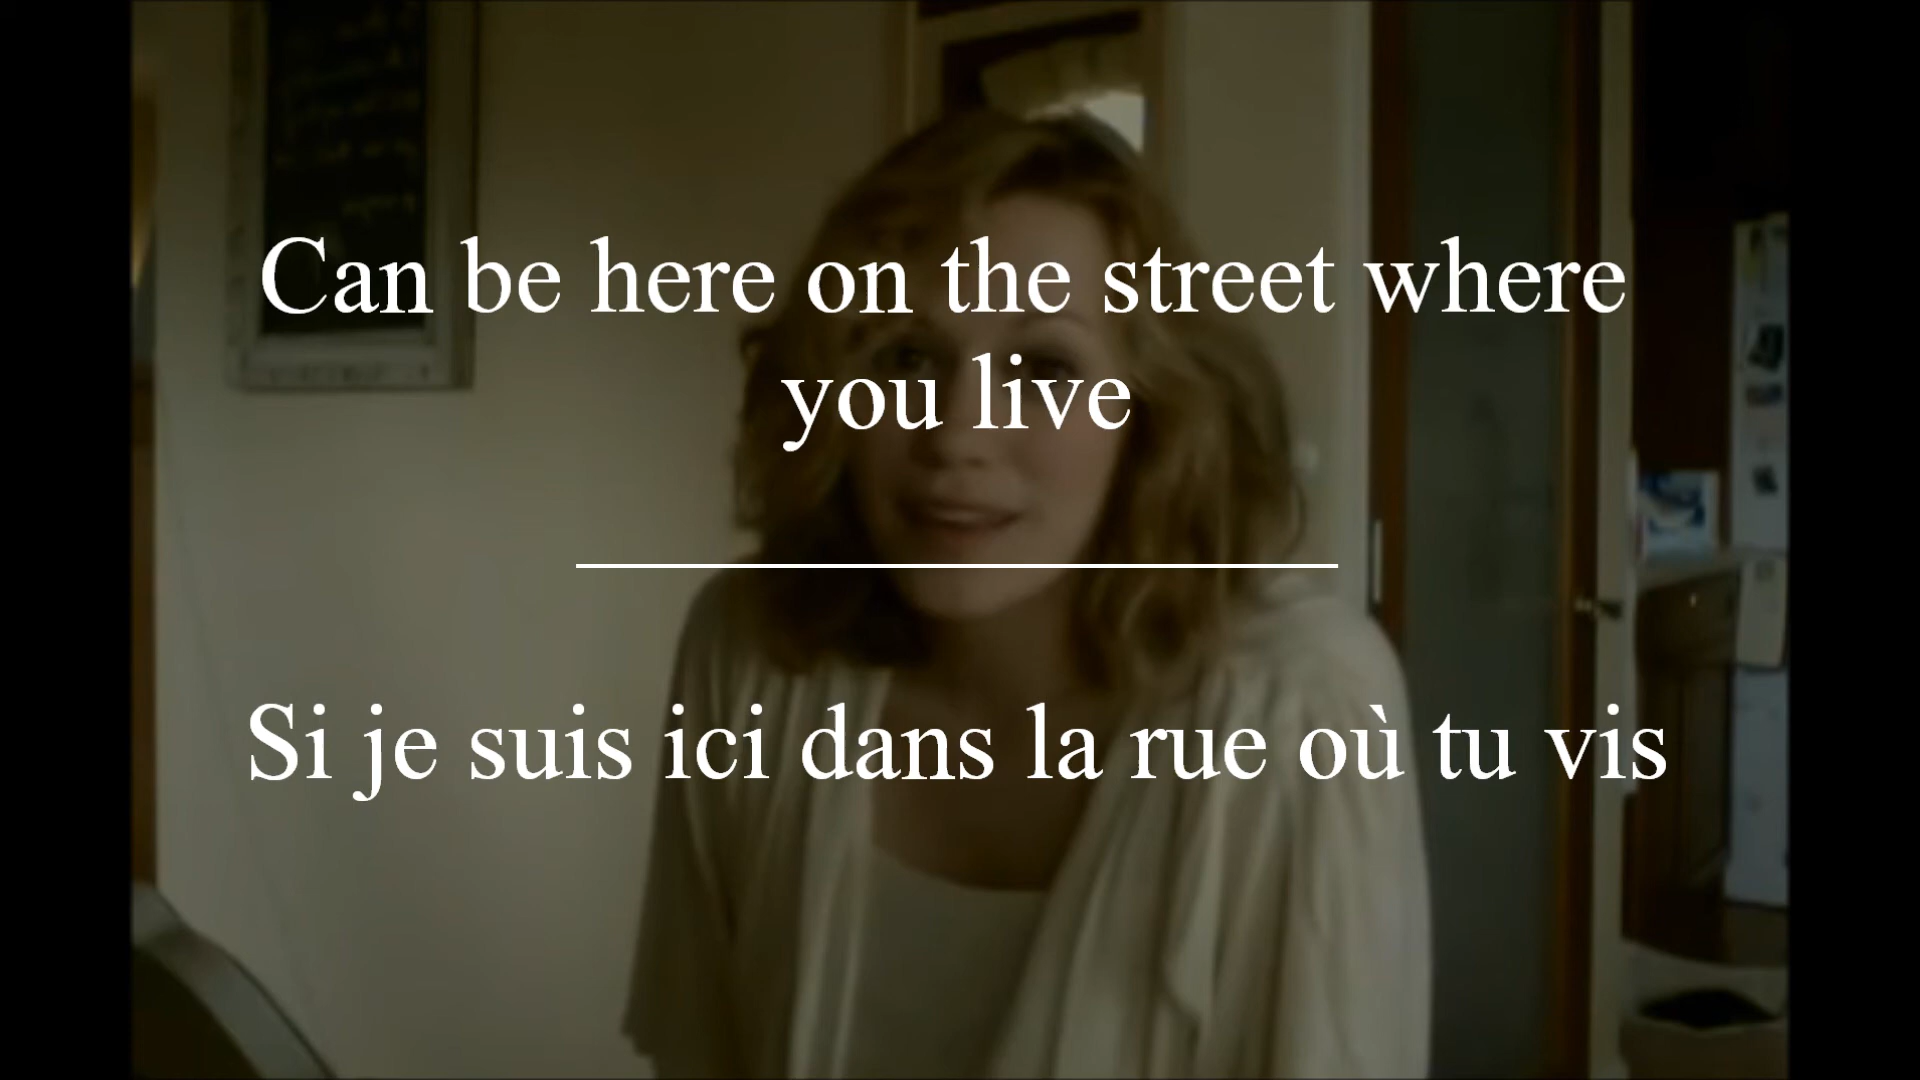 Can be here on the street where
you live
Si je suis ici dans la rue où tu vis